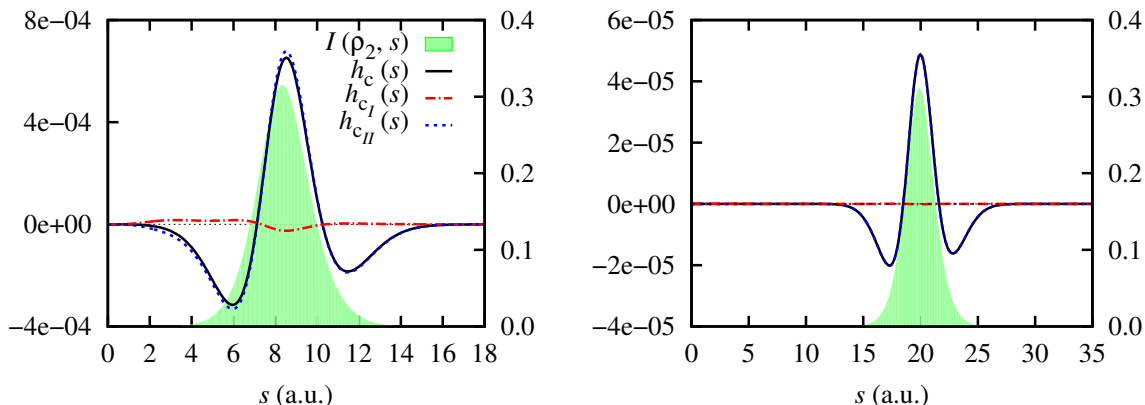 8e−04
4e−04
0e+00
−4e−04
0 2 4 6 8 10 12 14 16 18
0.4
0.3
0.2
0.1
0.0
I (ρ2, s)
hc (s)
hcI (s)
hcII (s)
s (a.u.)
6e−05
4e−05
2e−05
0e+00
−2e−05
−4e−05
0 5 10 15 20 25 30 35
0.4
0.3
0.2
0.1
0.0
s (a.u.)